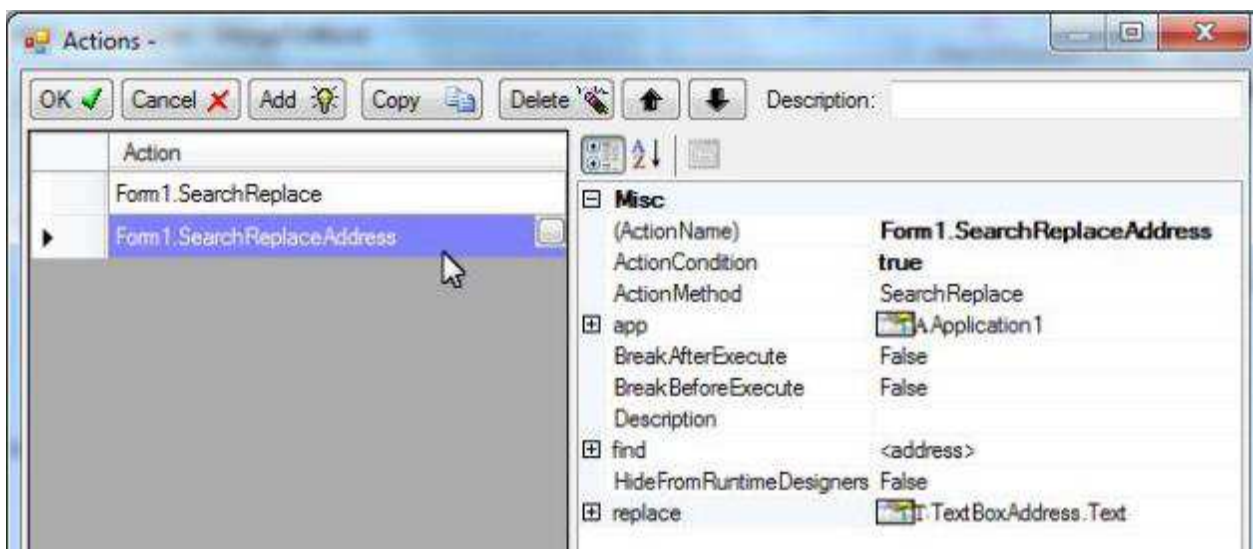 Actions -
OK Cancel Add Copy Delete Description:
Action
Form1.SearchReplace
Form1.SearchReplaceAddress
Misc
(ActionName) Form1.SearchReplaceAddress
ActionCondition true
ActionMethod SearchReplace
app A Application1
BreakAfterExecute False
BreakBeforeExecute False
Description
find <address>
HideFromRuntimeDesigners False
replace T TextBoxAddress.Text